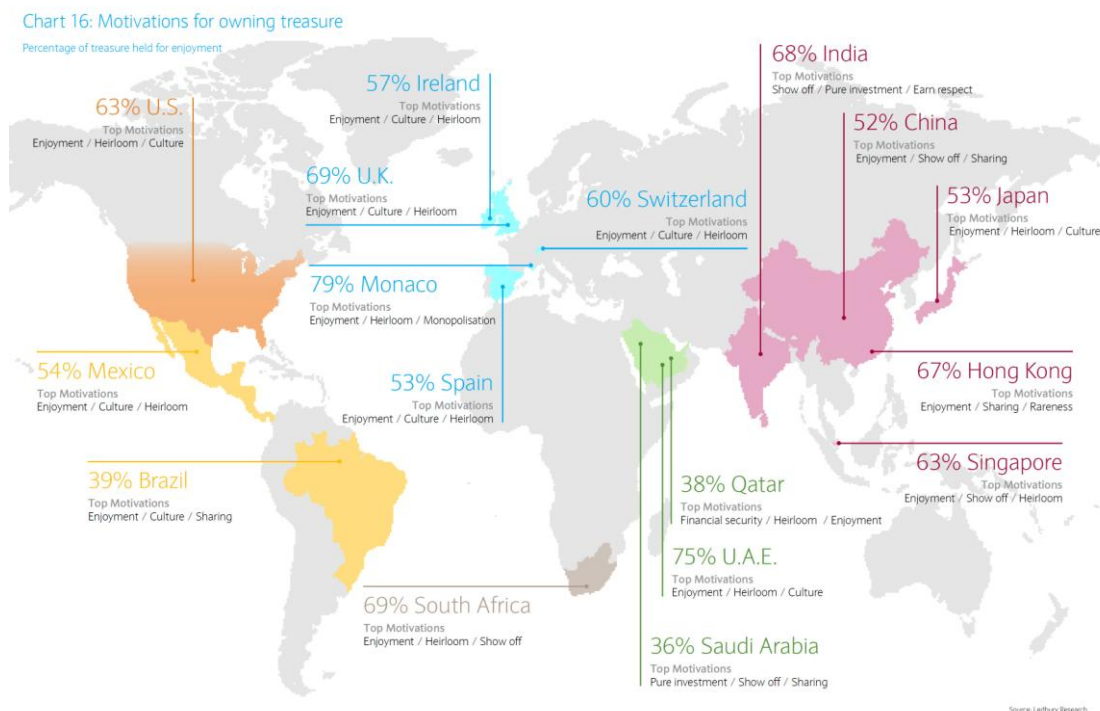 Chart 16: Motivations for owning treasure
Percentage of treasure held for enjoyment
63% U.S.
Top Motivations
Enjoyment / Heirloom / Culture
57% Ireland
Top Motivations
Enjoyment / Culture / Heirloom
69% U.K.
Top Motivations
Enjoyment / Culture / Heirloom
60% Switzerland
Top Motivations
Enjoyment / Culture / Heirloom
68% India
Top Motivations
Show off / Pure investment / Earn respect
52% China
Top Motivations
Enjoyment / Show off / Sharing
53% Japan
Top Motivations
Enjoyment / Heirloom / Culture
79% Monaco
Top Motivations
Enjoyment / Heirloom / Monopolisation
54% Mexico
Top Motivations
Enjoyment / Culture / Heirloom
53% Spain
Top Motivations
Enjoyment / Culture / Heirloom
67% Hong Kong
Top Motivations
Enjoyment / Sharing / Rareness
39% Brazil
Top Motivations
Enjoyment / Culture / Sharing
38% Qatar
Top Motivations
Financial security / Heirloom / Enjoyment
63% Singapore
Top Motivations
Enjoyment / Show off / Heirloom
75% U.A.E.
Top Motivations
Enjoyment / Heirloom / Culture
69% South Africa
Top Motivations
Enjoyment / Heirloom / Show off
36% Saudi Arabia
Top Motivations
Pure investment / Show off / Sharing
Source: Ledbury Research